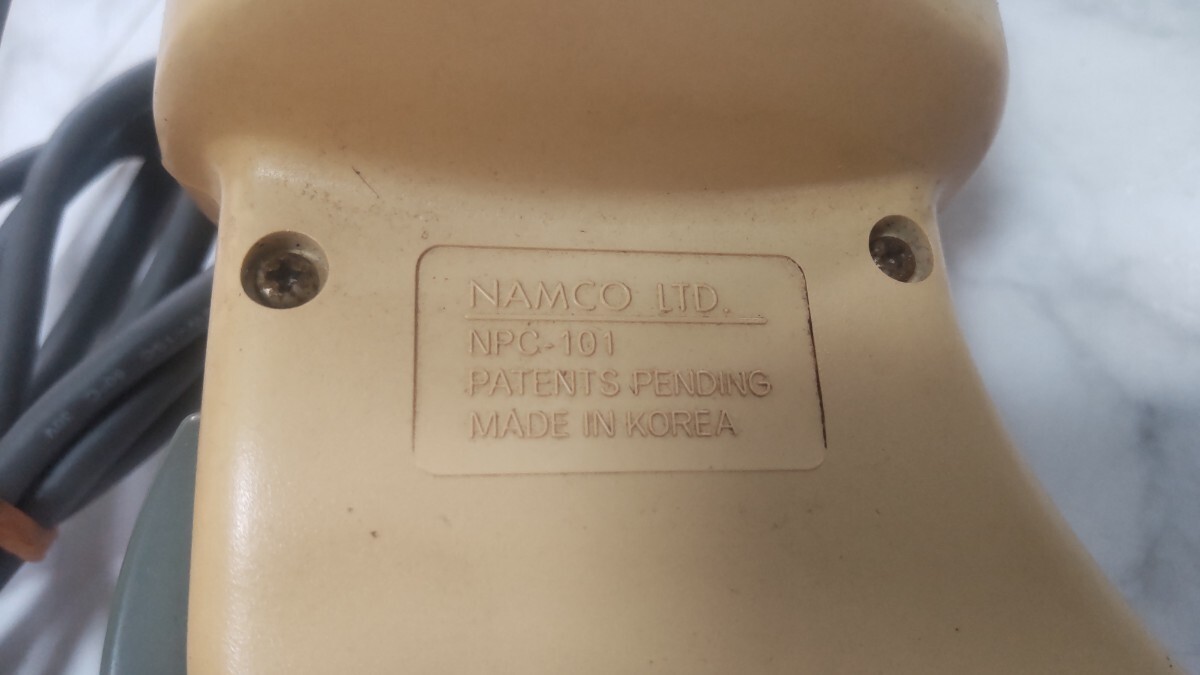 NAMCO LTD.
NPC-101
PATENTS PENDING
MADE IN KOREA